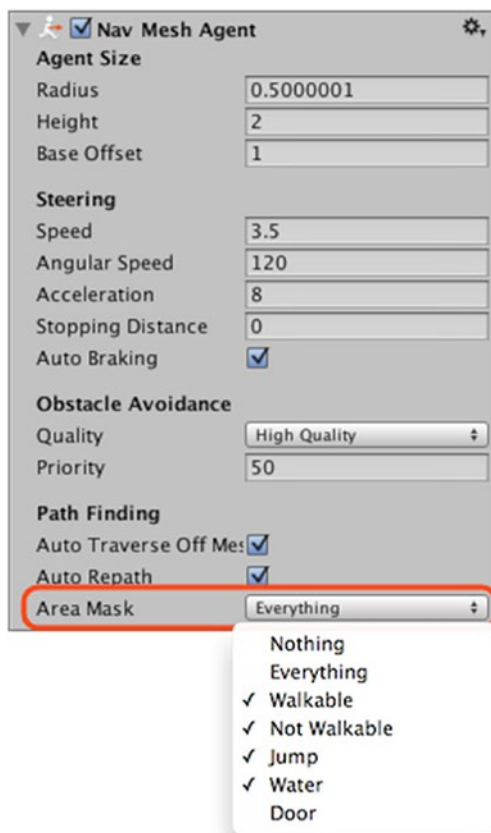 Nav Mesh Agent
Agent Size
Radius 0.5000001
Height 2
Base Offset 1
Steering
Speed 3.5
Angular Speed 120
Acceleration 8
Stopping Distance 0
Auto Braking
Obstacle Avoidance
Quality High Quality
Priority 50
Path Finding
Auto Traverse Off Mes
Auto Repath
Area Mask Everything
Nothing
Everything
✓ Walkable
✓ Not Walkable
✓ Jump
✓ Water
Door